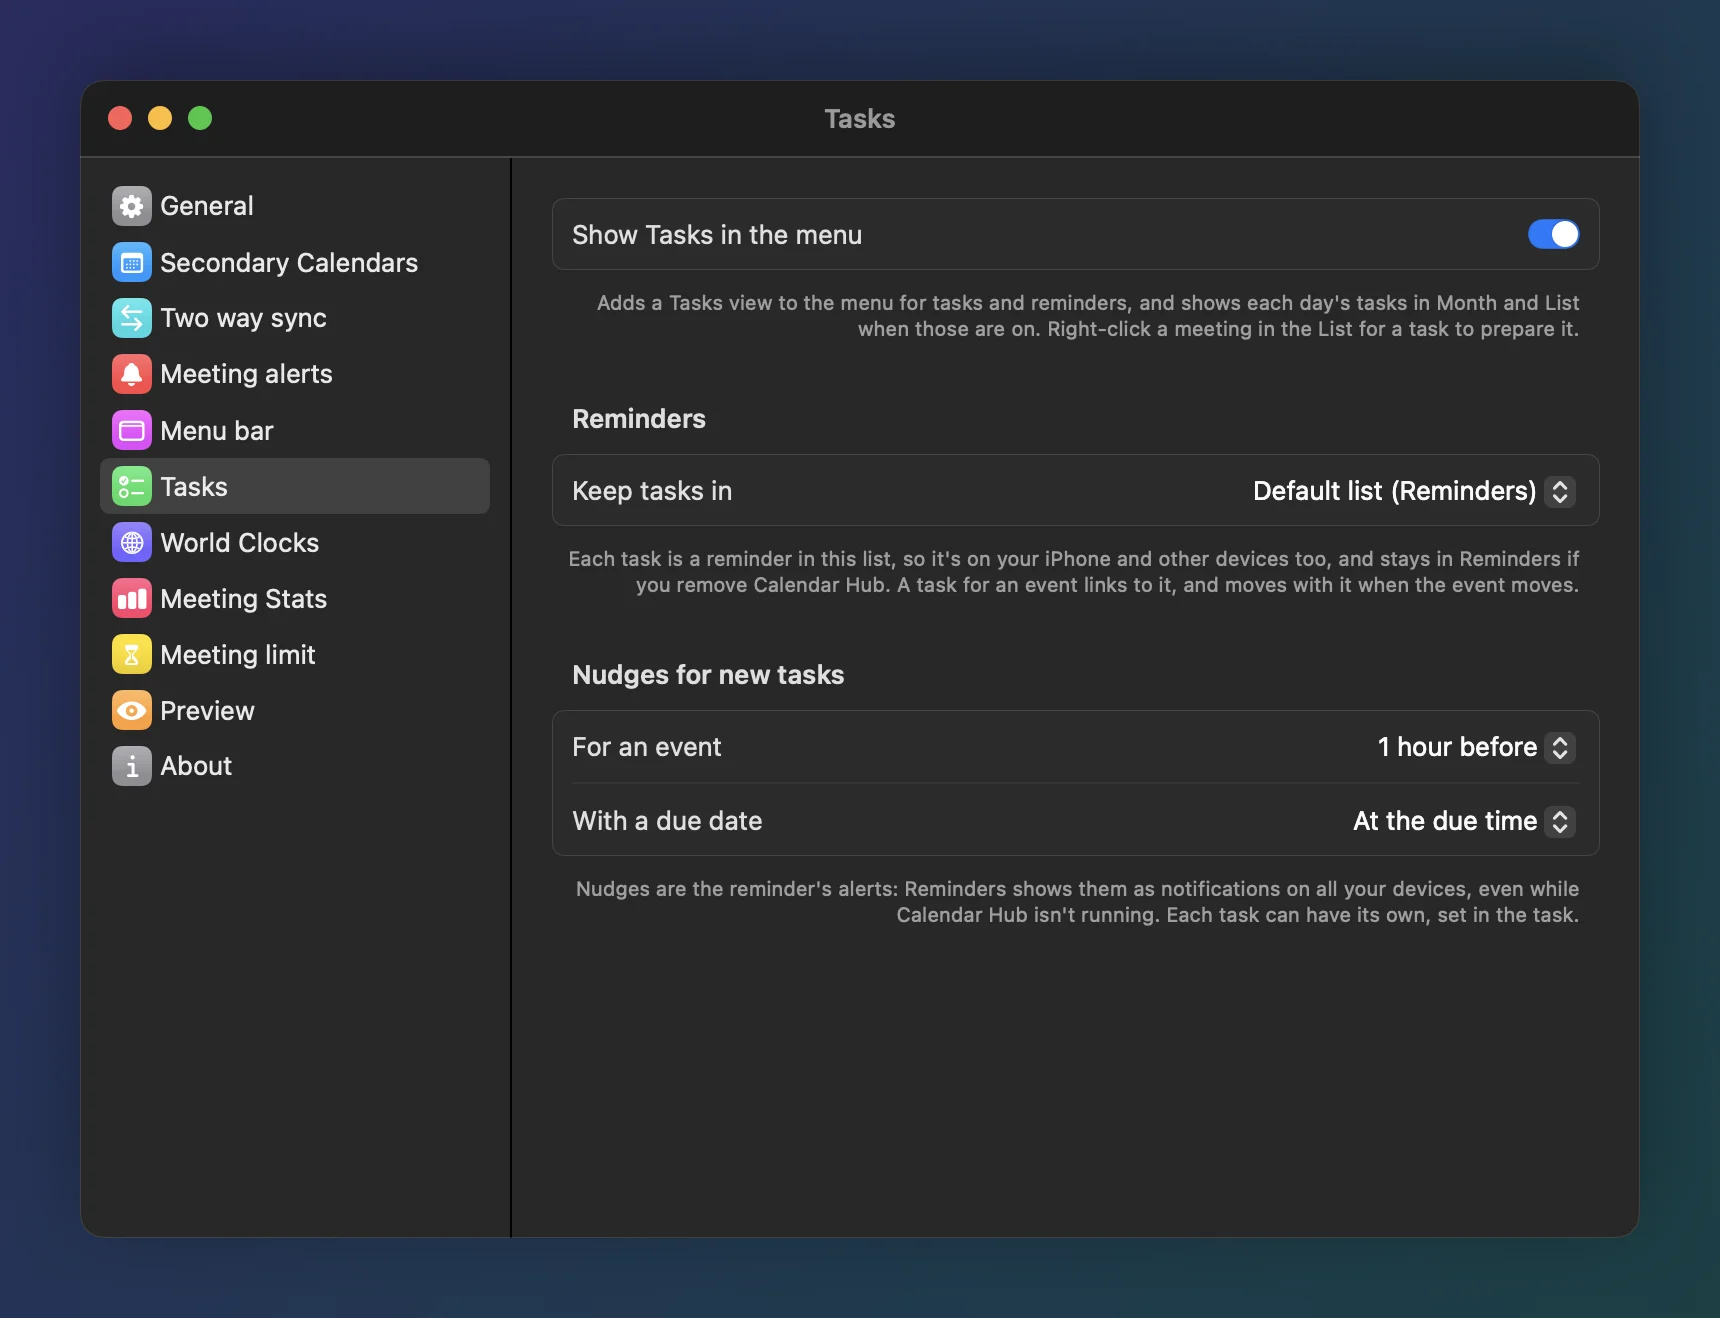 Tasks
General
Secondary Calendars
Two way sync
Meeting alerts
Menu bar
Tasks
World Clocks
Meeting Stats
Meeting limit
Preview
About
Show Tasks in the menu
Adds a Tasks view to the menu for tasks and reminders, and shows each day's tasks in Month and List
when those are on. Right-click a meeting in the List for a task to prepare it.
Reminders
Keep tasks in Default list (Reminders)
Each task is a reminder in this list, so it's on your iPhone and other devices too, and stays in Reminders if
you remove Calendar Hub. A task for an event links to it, and moves with it when the event moves.
Nudges for new tasks
For an event 1 hour before
With a due date At the due time
Nudges are the reminder's alerts: Reminders shows them as notifications on all your devices, even while
Calendar Hub isn't running. Each task can have its own, set in the task.